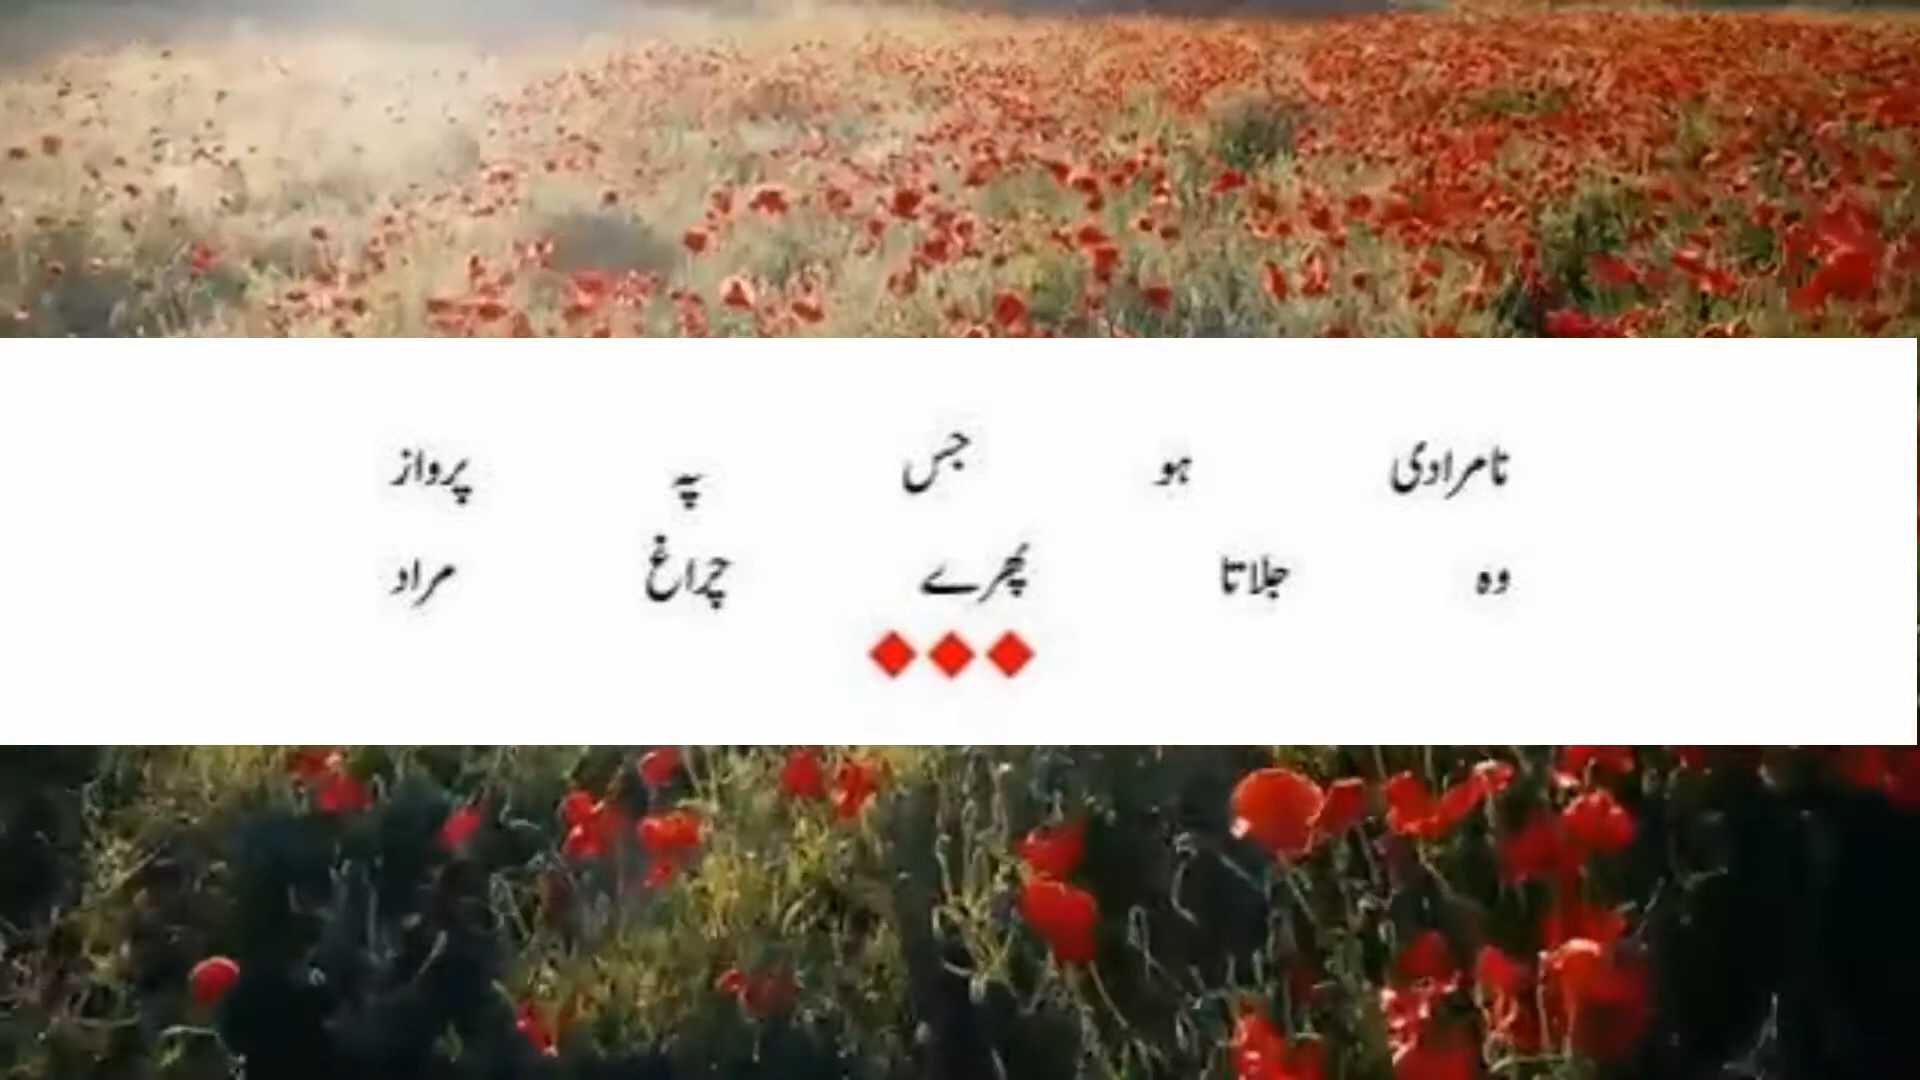 نامرادی ہو جس پہ پرواز
وہ جلاتا پھرے چراغ مراد